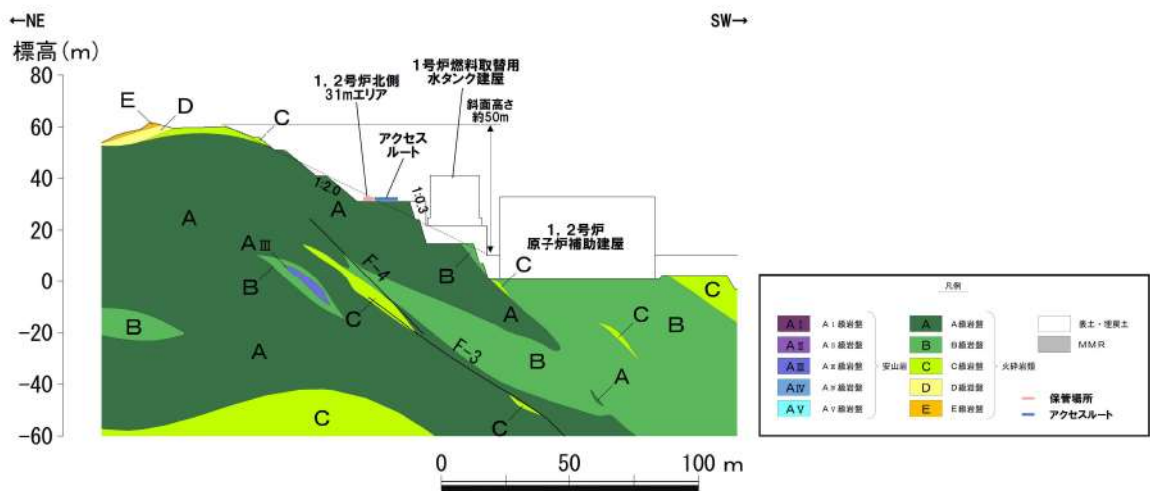 ←NE
SW→
標高(m)
80
60
40
20
0
-20
-40
-60
E
D
C
1,2号炉北側
31mエリア
アクセス
ルート
1号炉燃料取替用
水タンク建屋
斜面高さ
約50m
1:2.0
1:0.3
1,2号炉
原子炉補助建屋
A
A
AⅢ
B
B
C
F-4
F-3
B
C
A
C
B
C
B
A
A
C
C
0
50
100 m
凡例
AⅠ
AⅠ級岩盤
AⅡ
AⅡ級岩盤
AⅢ
AⅢ級岩盤
AⅣ
AⅣ級岩盤
AⅤ
AⅤ級岩盤
安山岩
A
A級岩盤
B
B級岩盤
C
C級岩盤
D
D級岩盤
E
E級岩盤
火砕岩類
表土・埋戻土
MMR
保管場所
アクセスルート